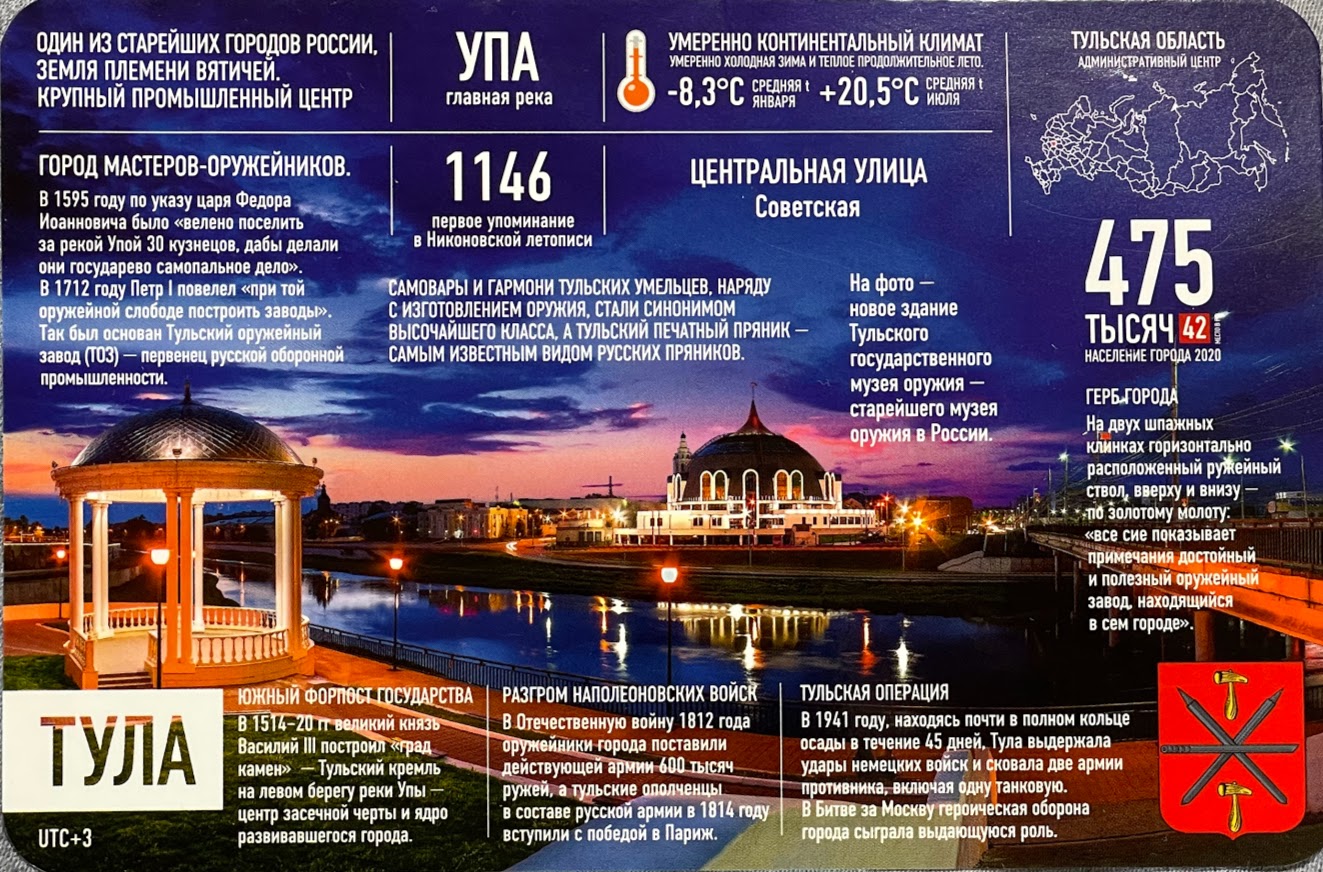 ОДИН ИЗ СТАРЕЙШИХ ГОРОДОВ РОССИИ,
ЗЕМЛЯ ПЛЕМЕНИ ВЯТИЧЕЙ.
КРУПНЫЙ ПРОМЫШЛЕННЫЙ ЦЕНТР
УПА
главная река
УМЕРЕННО КОНТИНЕНТАЛЬНЫЙ КЛИМАТ
УМЕРЕННО ХОЛОДНАЯ ЗИМА И ТЕПЛОЕ ПРОДОЛЖИТЕЛЬНОЕ ЛЕТО.
-8,3°C СРЕДНЯЯ t ЯНВАРЯ +20,5°C СРЕДНЯЯ t ИЮЛЯ
ТУЛЬСКАЯ ОБЛАСТЬ
АДМИНИСТРАТИВНЫЙ ЦЕНТР
ГОРОД МАСТЕРОВ-ОРУЖЕЙНИКОВ.
В 1595 году по указу царя Федора
Иоанновича было «велено поселить
за рекой Упой 30 кузнецов, дабы делали
они государево самопальное дело».
В 1712 году Петр I повелел «при той
оружейной слободе построить заводы».
Так был основан Тульский оружейный
завод (ТОЗ) — первенец русской оборонной
промышленности.
1146
первое упоминание
в Никоновской летописи
ЦЕНТРАЛЬНАЯ УЛИЦА
Советская
САМОВАРЫ И ГАРМОНИ ТУЛЬСКИХ УМЕЛЬЦЕВ, НАРЯДУ
С ИЗГОТОВЛЕНИЕМ ОРУЖИЯ, СТАЛИ СИНОНИМОМ
ВЫСОЧАЙШЕГО КЛАССА, А ТУЛЬСКИЙ ПЕЧАТНЫЙ ПРЯНИК —
САМЫМ ИЗВЕСТНЫМ ВИДОМ РУССКИХ ПРЯНИКОВ.
На фото —
новое здание
Тульского
государственного
музея оружия —
старейшего музея
оружия в России.
475
ТЫСЯЧ 42
НАСЕЛЕНИЕ ГОРОДА 2020
ГЕРБ ГОРОДА
На двух шпажных
клинках горизонтально
расположенный ружейный
ствол, вверху и внизу —
по золотому молоту:
«все сие показывает
примечания достойный
и полезный оружейный
завод, находящийся
в сем городе».
ТУЛА
UTC+3
ЮЖНЫЙ ФОРПОСТ ГОСУДАРСТВА
В 1514–20 гг великий князь
Василий III построил «град
камен» — Тульский кремль
на левом берегу реки Упы —
центр засечной черты и ядро
развивавшегося города.
РАЗГРОМ НАПОЛЕОНОВСКИХ ВОЙСК
В Отечественную войну 1812 года
оружейники города поставили
действующей армии 600 тысяч
ружей, а тульские ополченцы
в составе русской армии в 1814 году
вступили с победой в Париж.
ТУЛЬСКАЯ ОПЕРАЦИЯ
В 1941 году, находясь почти в полном кольце
осады в течение 45 дней, Тула выдержала
удары немецких войск и сковала две армии
противника, включая одну танковую.
В Битве за Москву героическая оборона
города сыграла выдающуюся роль.